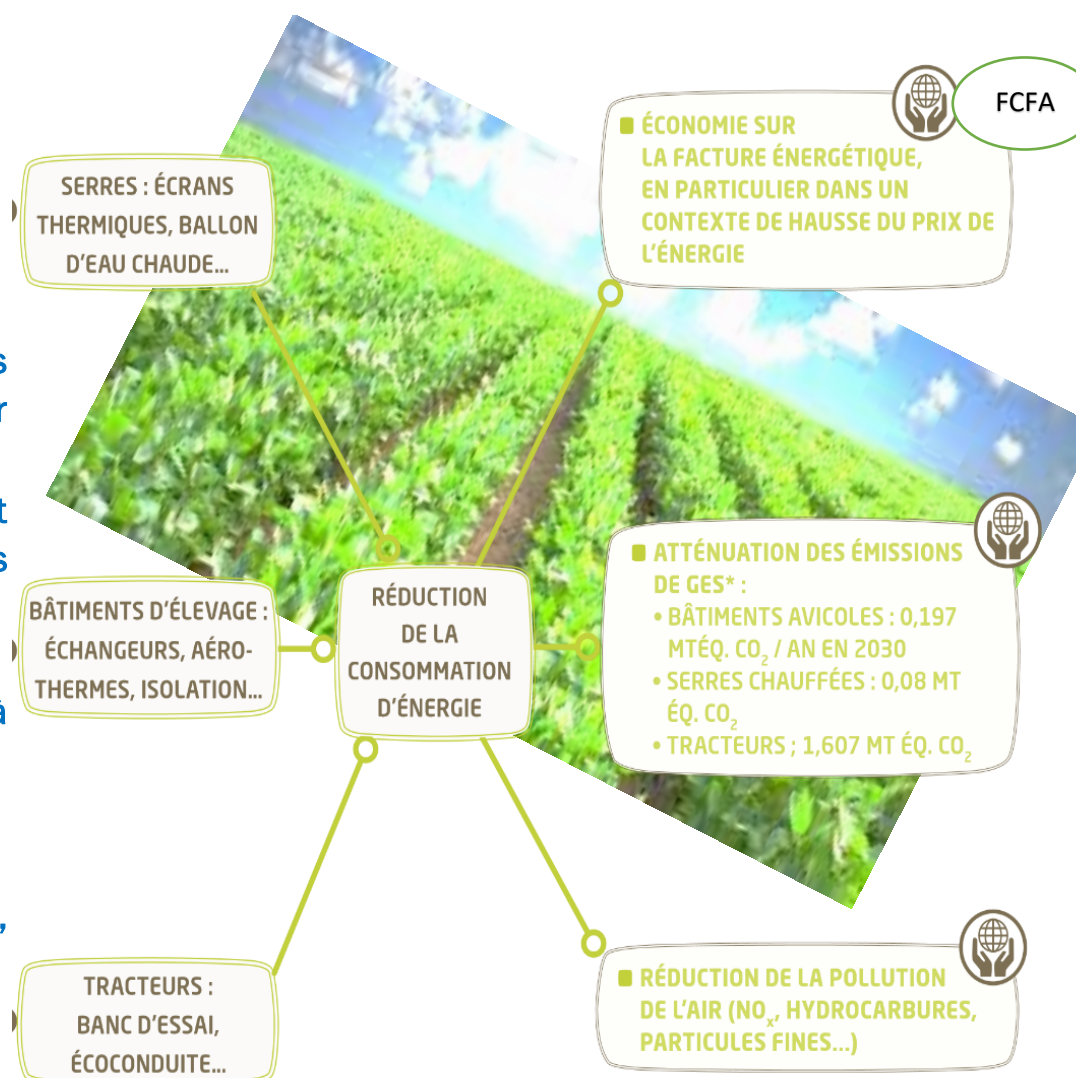 FCFA
SERRES : ÉCRANS
THERMIQUES, BALLON
D'EAU CHAUDE...
BÂTIMENTS D'ÉLEVAGE :
ÉCHANGEURS, AÉRO-
THERMES, ISOLATION...
TRACTEURS :
BANC D'ESSAI,
ÉCOCONDUITE...
RÉDUCTION
DE LA
CONSOMMATION
D'ÉNERGIE
ÉCONOMIE SUR
LA FACTURE ÉNERGÉTIQUE,
EN PARTICULIER DANS UN
CONTEXTE DE HAUSSE DU PRIX DE
L'ÉNERGIE
ATTÉNUATION DES ÉMISSIONS
DE GES* :
• BÂTIMENTS AVICOLES : 0,197
MTÉQ. CO₂ / AN EN 2030
• SERRES CHAUFFÉES : 0,08 MT
ÉQ. CO₂
• TRACTEURS ; 1,607 MT ÉQ. CO₂
RÉDUCTION DE LA POLLUTION
DE L'AIR (NOₓ, HYDROCARBURES,
PARTICULES FINES...)
s
r
t
s
à
,